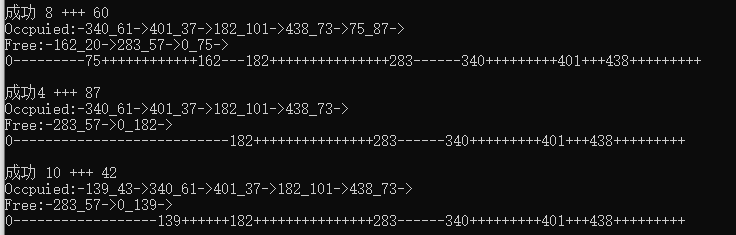 成功 8 +++ 60
Occpuied:-340_61->401_37->182_101->438_73->75_87->
Free:-162_20->283_57->0_75->
0---------75++++++++++++162---182+++++++++++++++283------340+++++++++401+++438+++++++++
成功4 +++ 87
Occpuied:-340_61->401_37->182_101->438_73->
Free:-283_57->0_182->
0---------------------------182+++++++++++++++283------340+++++++++401+++438+++++++++
成功 10 +++ 42
Occpuied:-139_43->340_61->401_37->182_101->438_73->
Free:-283_57->0_139->
0------------------139++++++182+++++++++++++++283------340+++++++++401+++438+++++++++